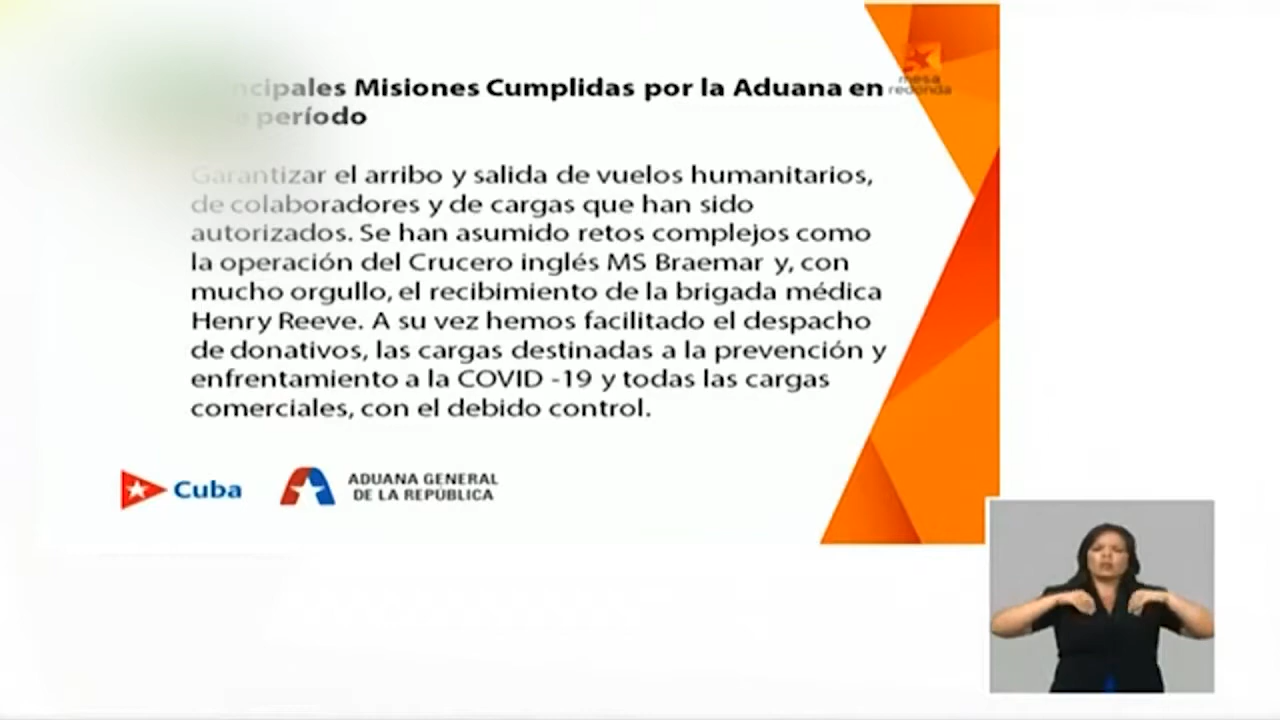 Principales Misiones Cumplidas por la Aduana en
período
Garantizar el arribo y salida de vuelos humanitarios,
de colaboradores y de cargas que han sido
autorizados. Se han asumido retos complejos como
la operación del Crucero inglés MS Braemar y, con
mucho orgullo, el recibimiento de la brigada médica
Henry Reeve. A su vez hemos facilitado el despacho
de donativos, las cargas destinadas a la prevención y
enfrentamiento a la COVID -19 y todas las cargas
comerciales, con el debido control.
mesa
redonda
Cuba
ADUANA GENERAL
DE LA REPÚBLICA